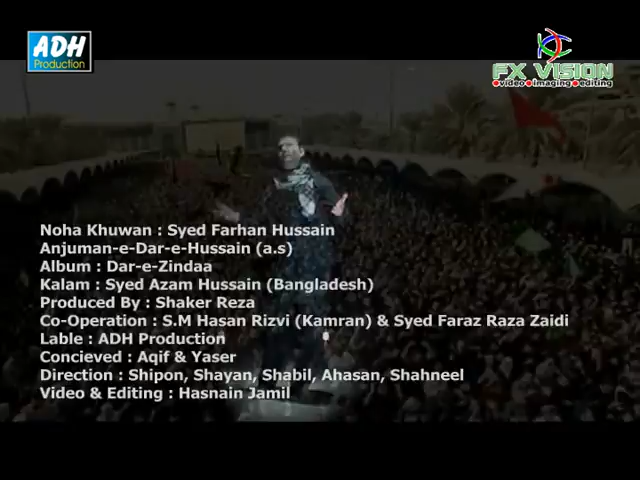 ADH
Production
FX VISION
video imaging editing
Noha Khuwan : Syed Farhan Hussain
Anjuman-e-Dar-e-Hussain (a.s)
Album : Dar-e-Zindaa
Kalam : Syed Azam Hussain (Bangladesh)
Produced By : Shaker Reza
Co-Operation : S.M Hasan Rizvi (Kamran) & Syed Faraz Raza Zaidi
Lable : ADH Production
Concieved : Aqif & Yaser
Direction : Shipon, Shayan, Shabil, Ahasan, Shahneel
Video & Editing : Hasnain Jamil